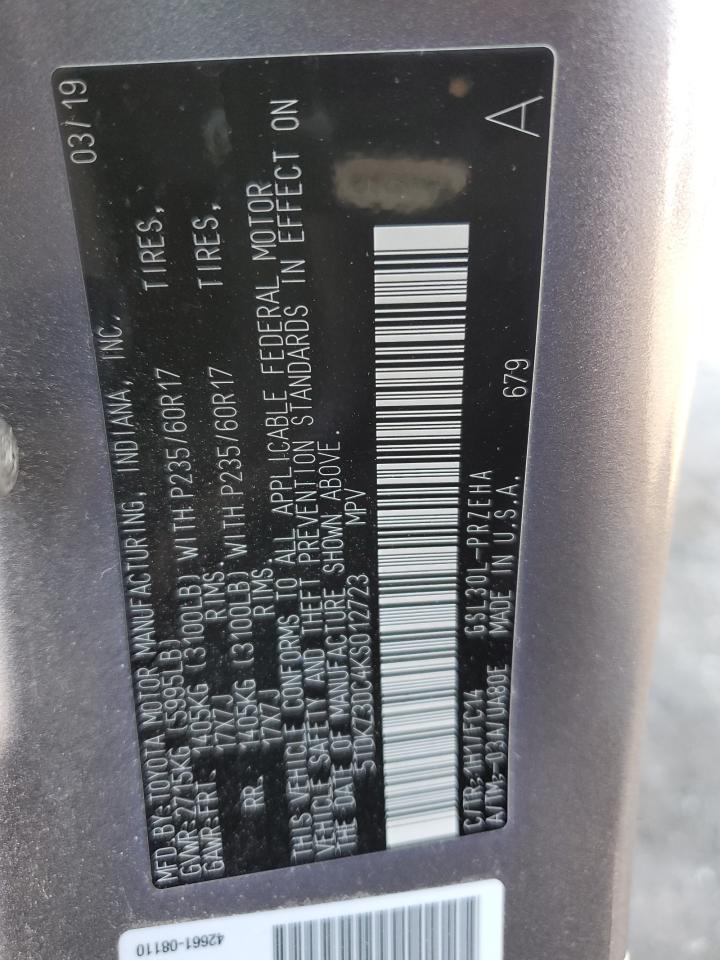 MFD.BY:TOYOTA MOTOR MANUFACTURING, INDIANA, INC. 03/19
GVWR:2715KG (5995LB)
GAWR:FRT. 1405KG (3100LB) WITH P235/60R17 TIRES,
17X7J RIMS,
RR. 1405KG (3100LB) WITH P235/60R17 TIRES,
17X7J RIMS.
THIS VEHICLE CONFORMS TO ALL APPLICABLE FEDERAL MOTOR
VEHICLE SAFETY AND THEFT PREVENTION STANDARDS IN EFFECT ON
THE DATE OF MANUFACTURE SHOWN ABOVE.
MPV
C/TR:1H1/FC14 GSL30L-PRZEHA
A/TM:-03A/UA80E MADE IN U.S.A. 679
A
42661-08110